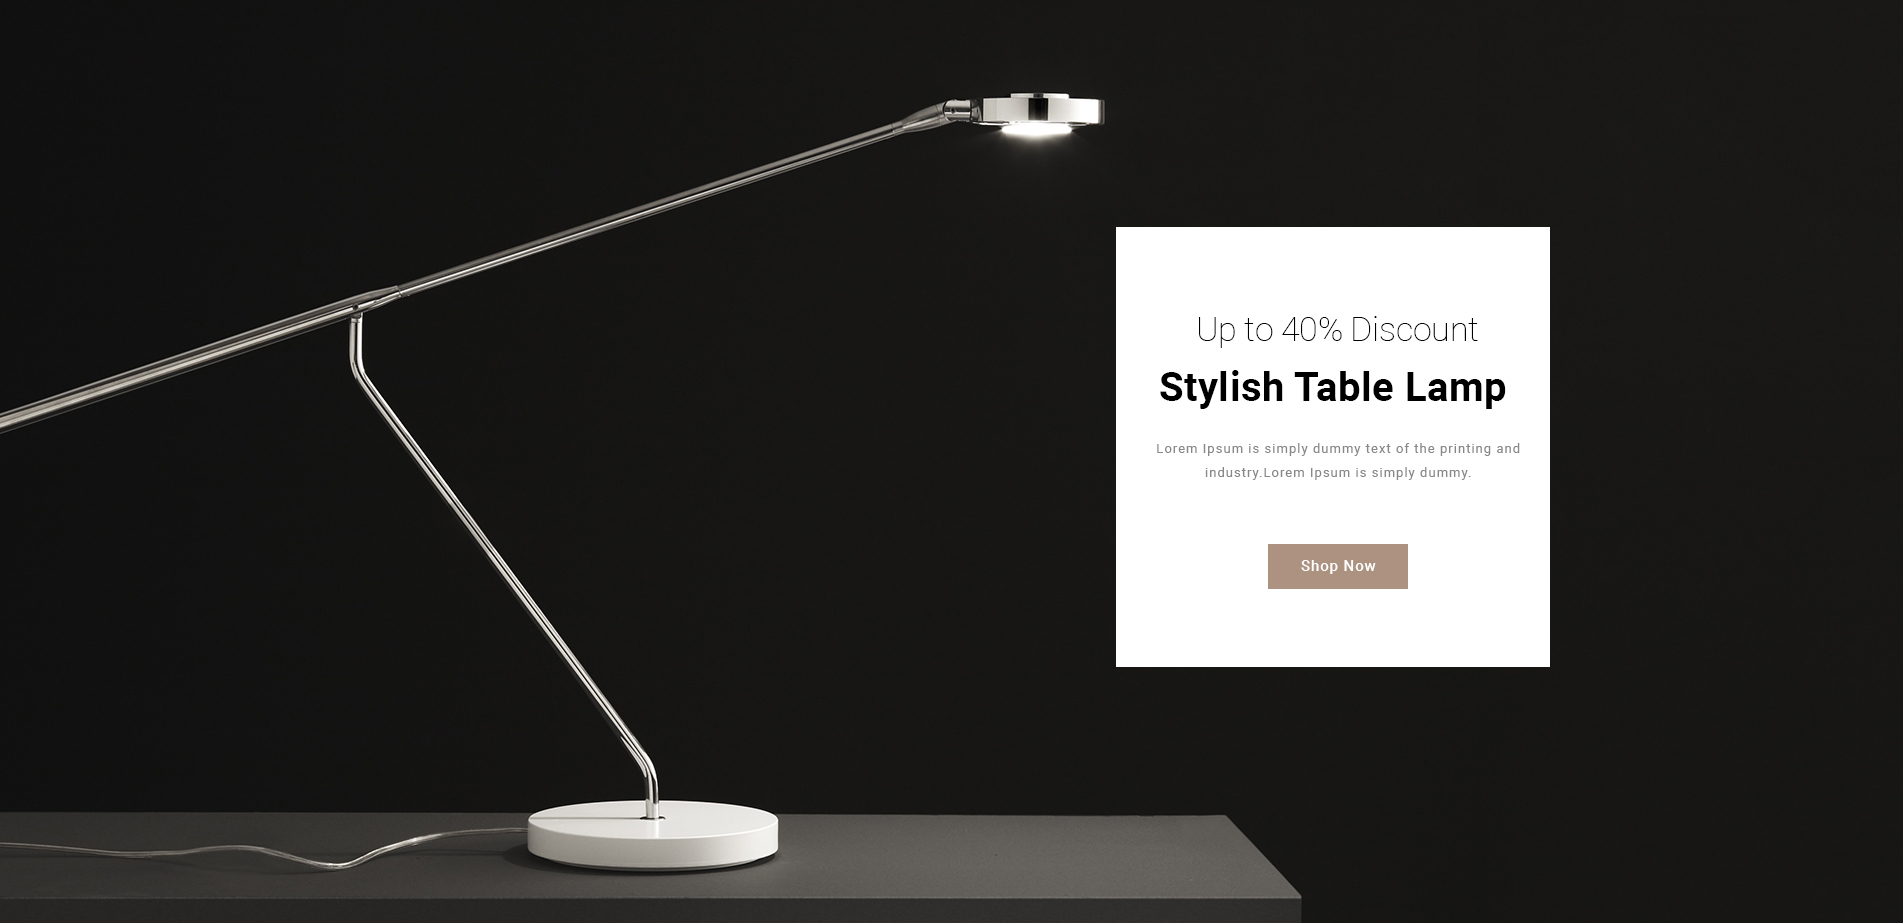 Up to 40% Discount
Stylish Table Lamp
Lorem Ipsum is simply dummy text of the printing and
industry.Lorem Ipsum is simply dummy.
Shop Now